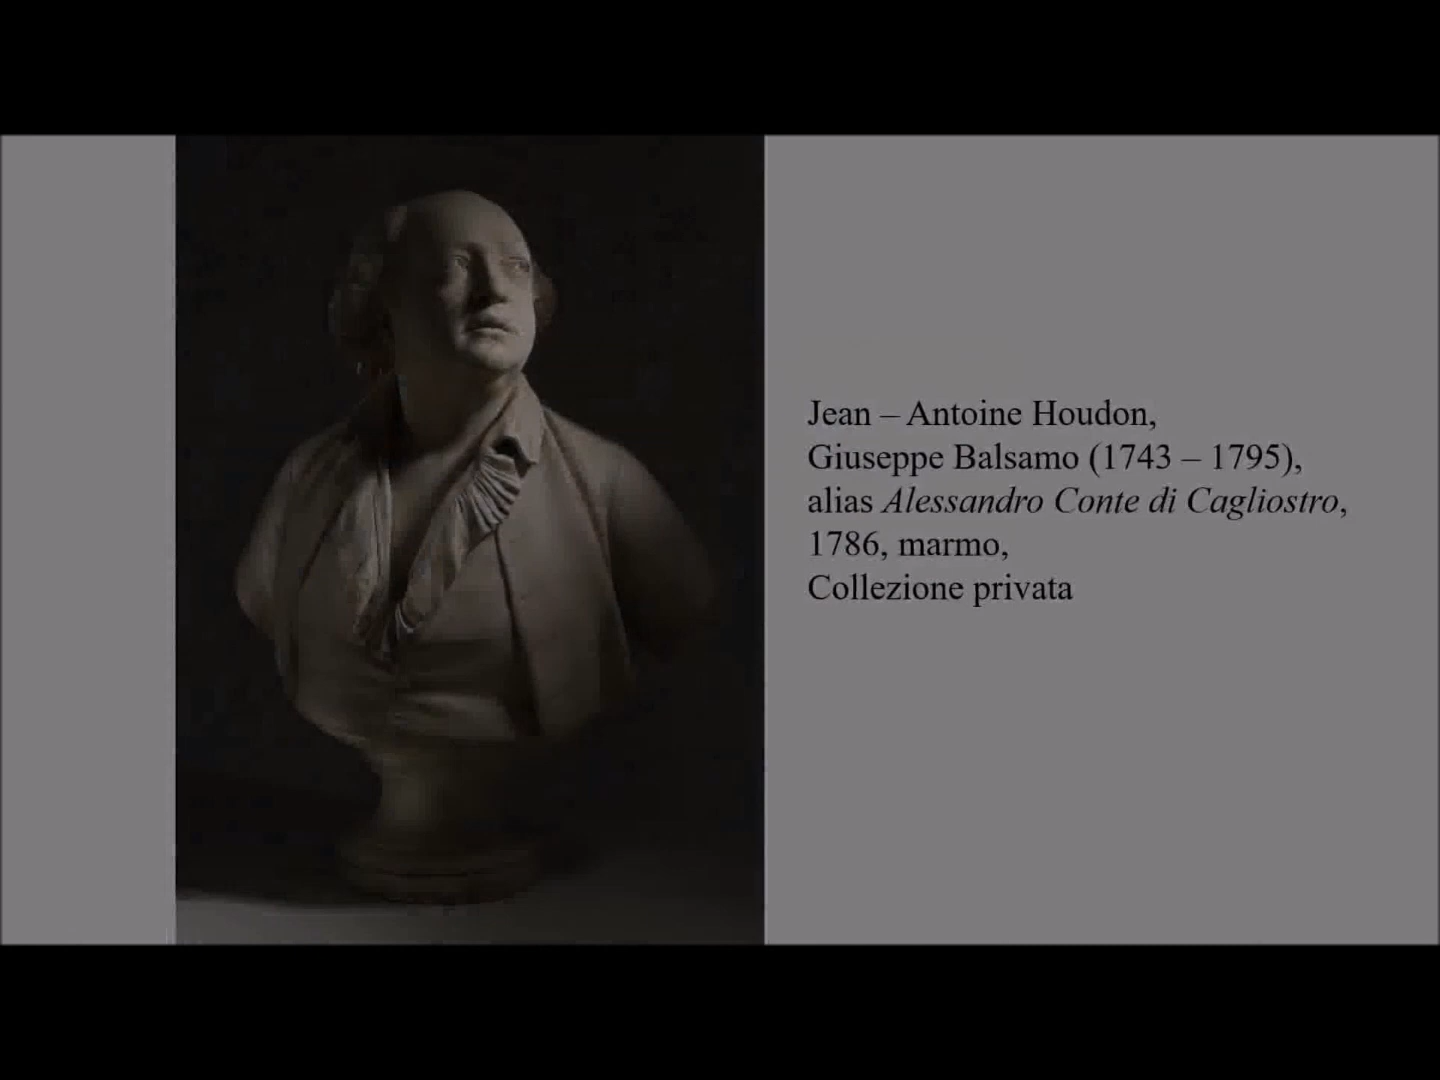 Jean – Antoine Houdon,
Giuseppe Balsamo (1743 – 1795),
alias Alessandro Conte di Cagliostro,
1786, marmo,
Collezione privata